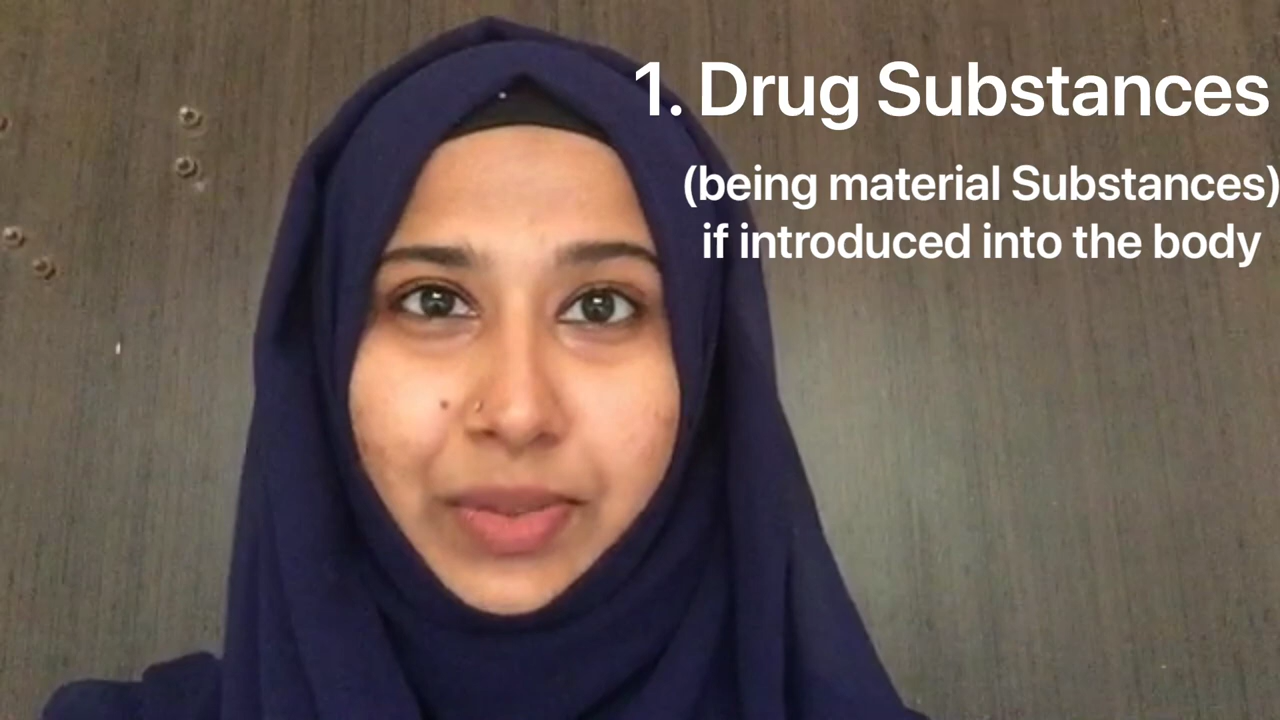 1. Drug Substances
(being material Substances)
if introduced into the body